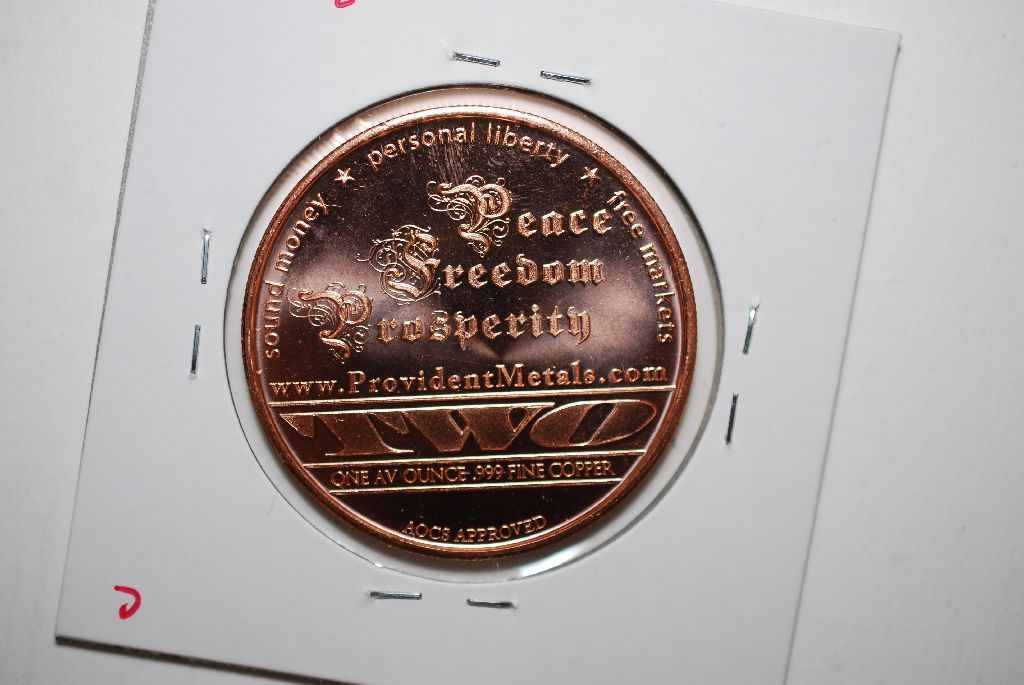 sound money ★ personal liberty ★ free markets
Peace
Freedom
Prosperity
www.ProvidentMetals.com
TWO
ONE AV OUNCE .999 FINE COPPER
AOCS APPROVED